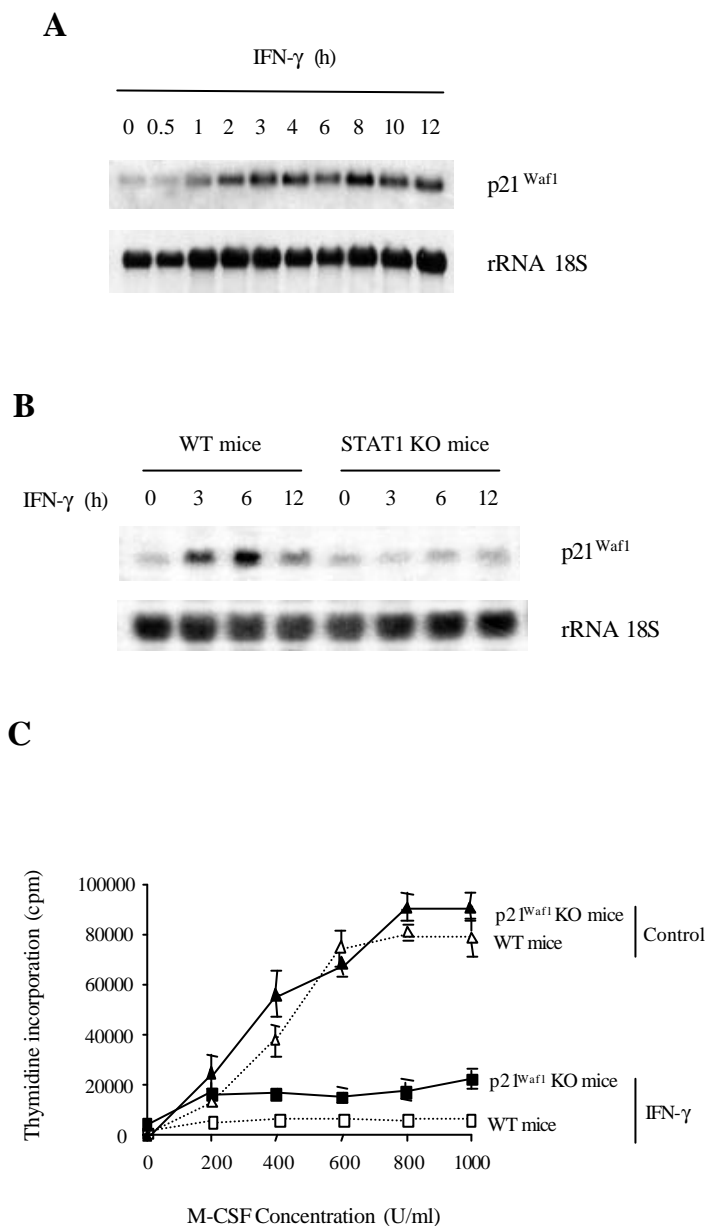 A
IFN-γ (h)
0 0.5 1 2 3 4 6 8 10 12
p21Waf1
rRNA 18S
B
WT mice STAT1 KO mice
IFN-γ (h) 0 3 6 12 0 3 6 12
p21Waf1
rRNA 18S
C
Thymidine incorporation (cpm)
100000
80000
60000
40000
20000
0
p21Waf1 KO mice
WT mice
Control
p21Waf1 KO mice
WT mice
IFN-γ
0 200 400 600 800 1000
M-CSF Concentration (U/ml)